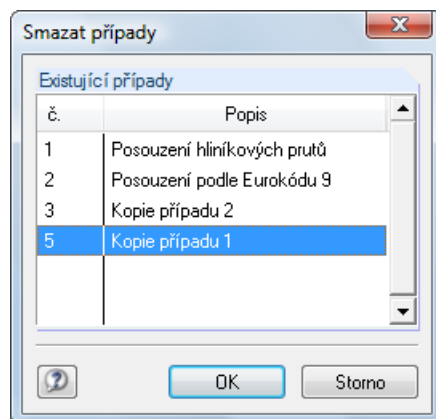 Smazat případy
Existující případy
č. Popis
1 Posouzení hliníkových prutů
2 Posouzení podle Eurokódu 9
3 Kopie případu 2
5 Kopie případu 1
OK Storno